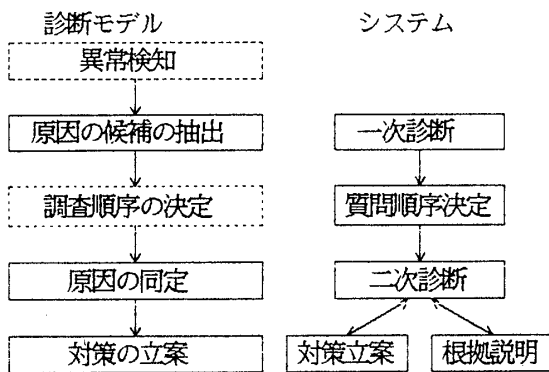 診断モデル
異常検知
原因の候補の抽出
調査順序の決定
原因の同定
対策の立案
システム
一次診断
質問順序決定
二次診断
対策立案
根拠説明